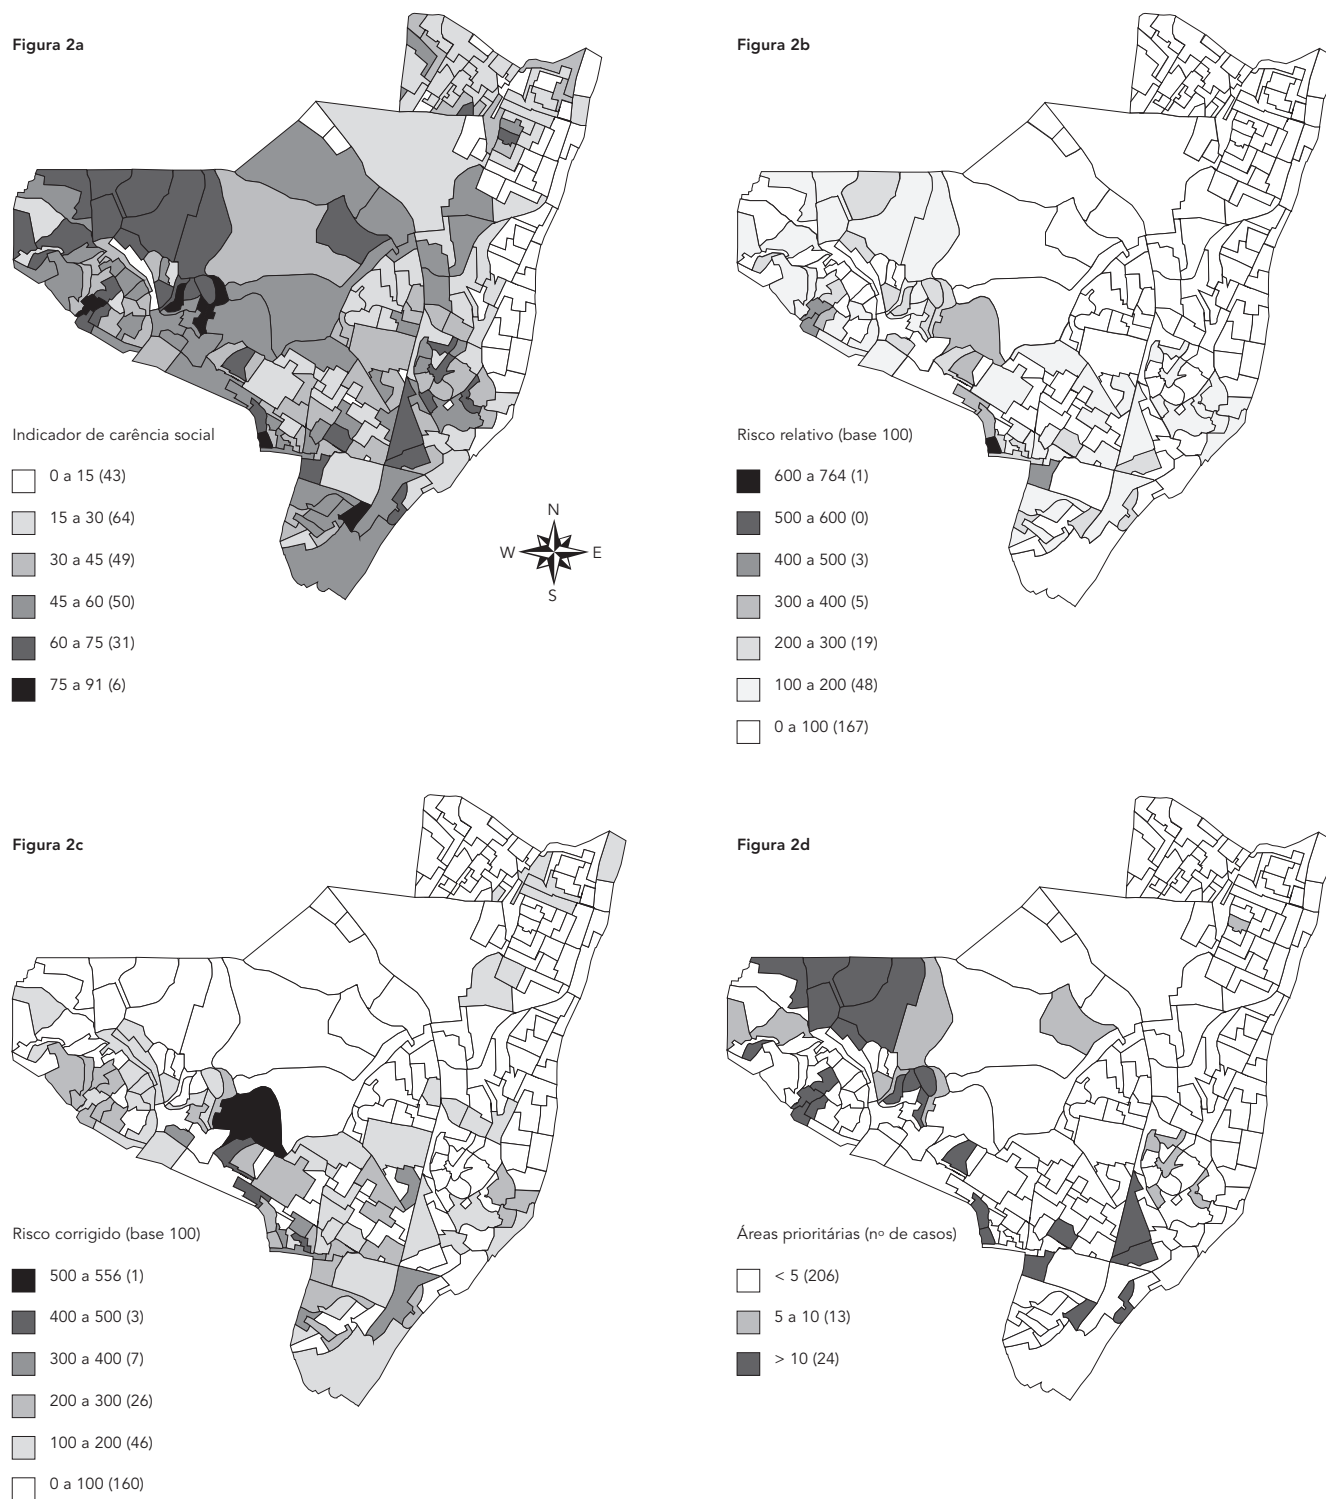 Figura 2a
Indicador de carência social
0 a 15 (43)
15 a 30 (64)
30 a 45 (49)
45 a 60 (50)
60 a 75 (31)
75 a 91 (6)
N
W E
S
Figura 2b
Risco relativo (base 100)
600 a 764 (1)
500 a 600 (0)
400 a 500 (3)
300 a 400 (5)
200 a 300 (19)
100 a 200 (48)
0 a 100 (167)
Figura 2c
Risco corrigido (base 100)
500 a 556 (1)
400 a 500 (3)
300 a 400 (7)
200 a 300 (26)
100 a 200 (46)
0 a 100 (160)
Figura 2d
Áreas prioritárias (nº de casos)
< 5 (206)
5 a 10 (13)
> 10 (24)